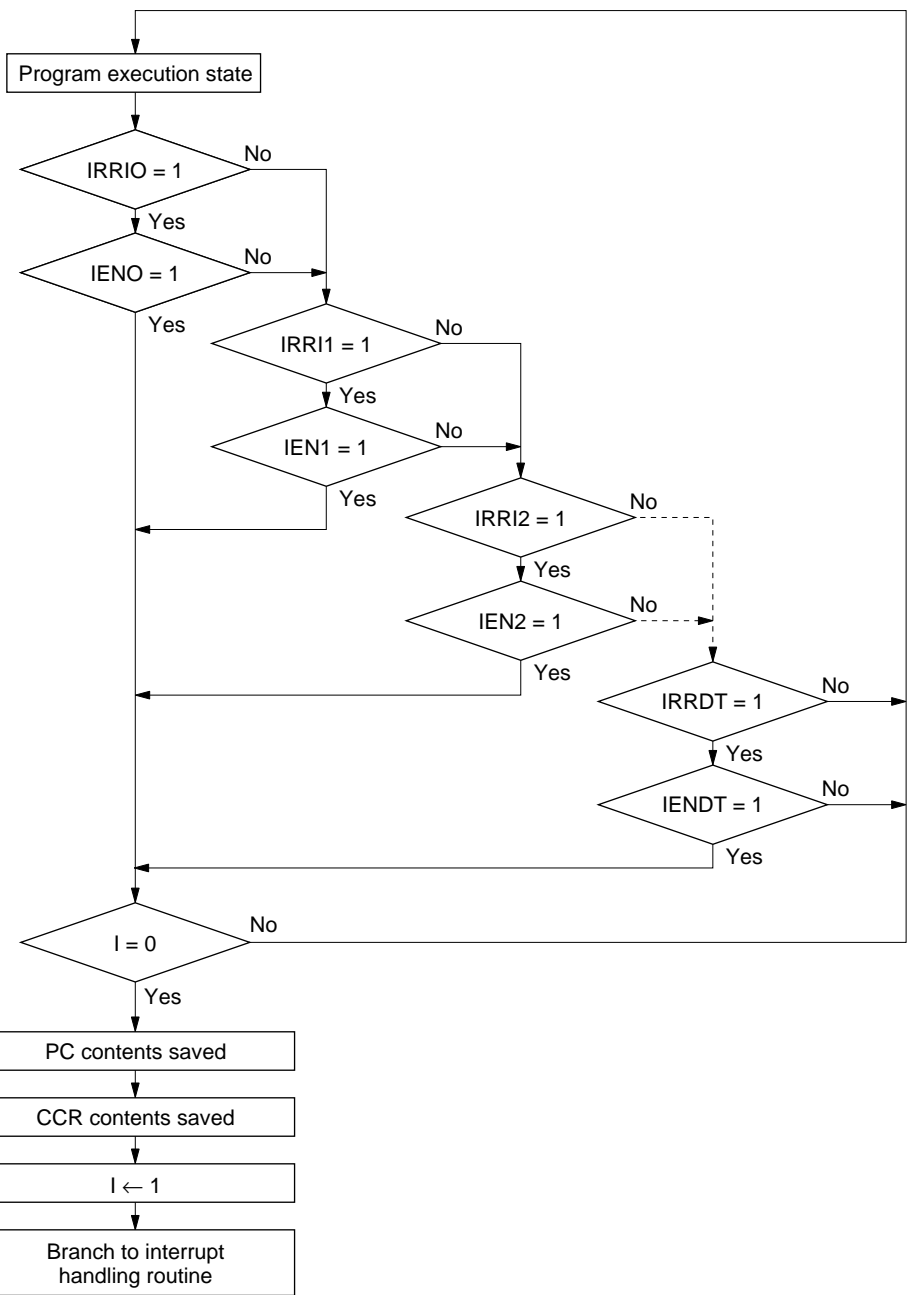 Program execution state
IRRIO = 1
No
Yes
IENO = 1
No
Yes
IRRI1 = 1
No
Yes
IEN1 = 1
No
Yes
IRRI2 = 1
No
Yes
IEN2 = 1
No
Yes
IRRDT = 1
No
Yes
IENDT = 1
No
Yes
I = 0
No
Yes
PC contents saved
CCR contents saved
I ← 1
Branch to interrupt
handling routine